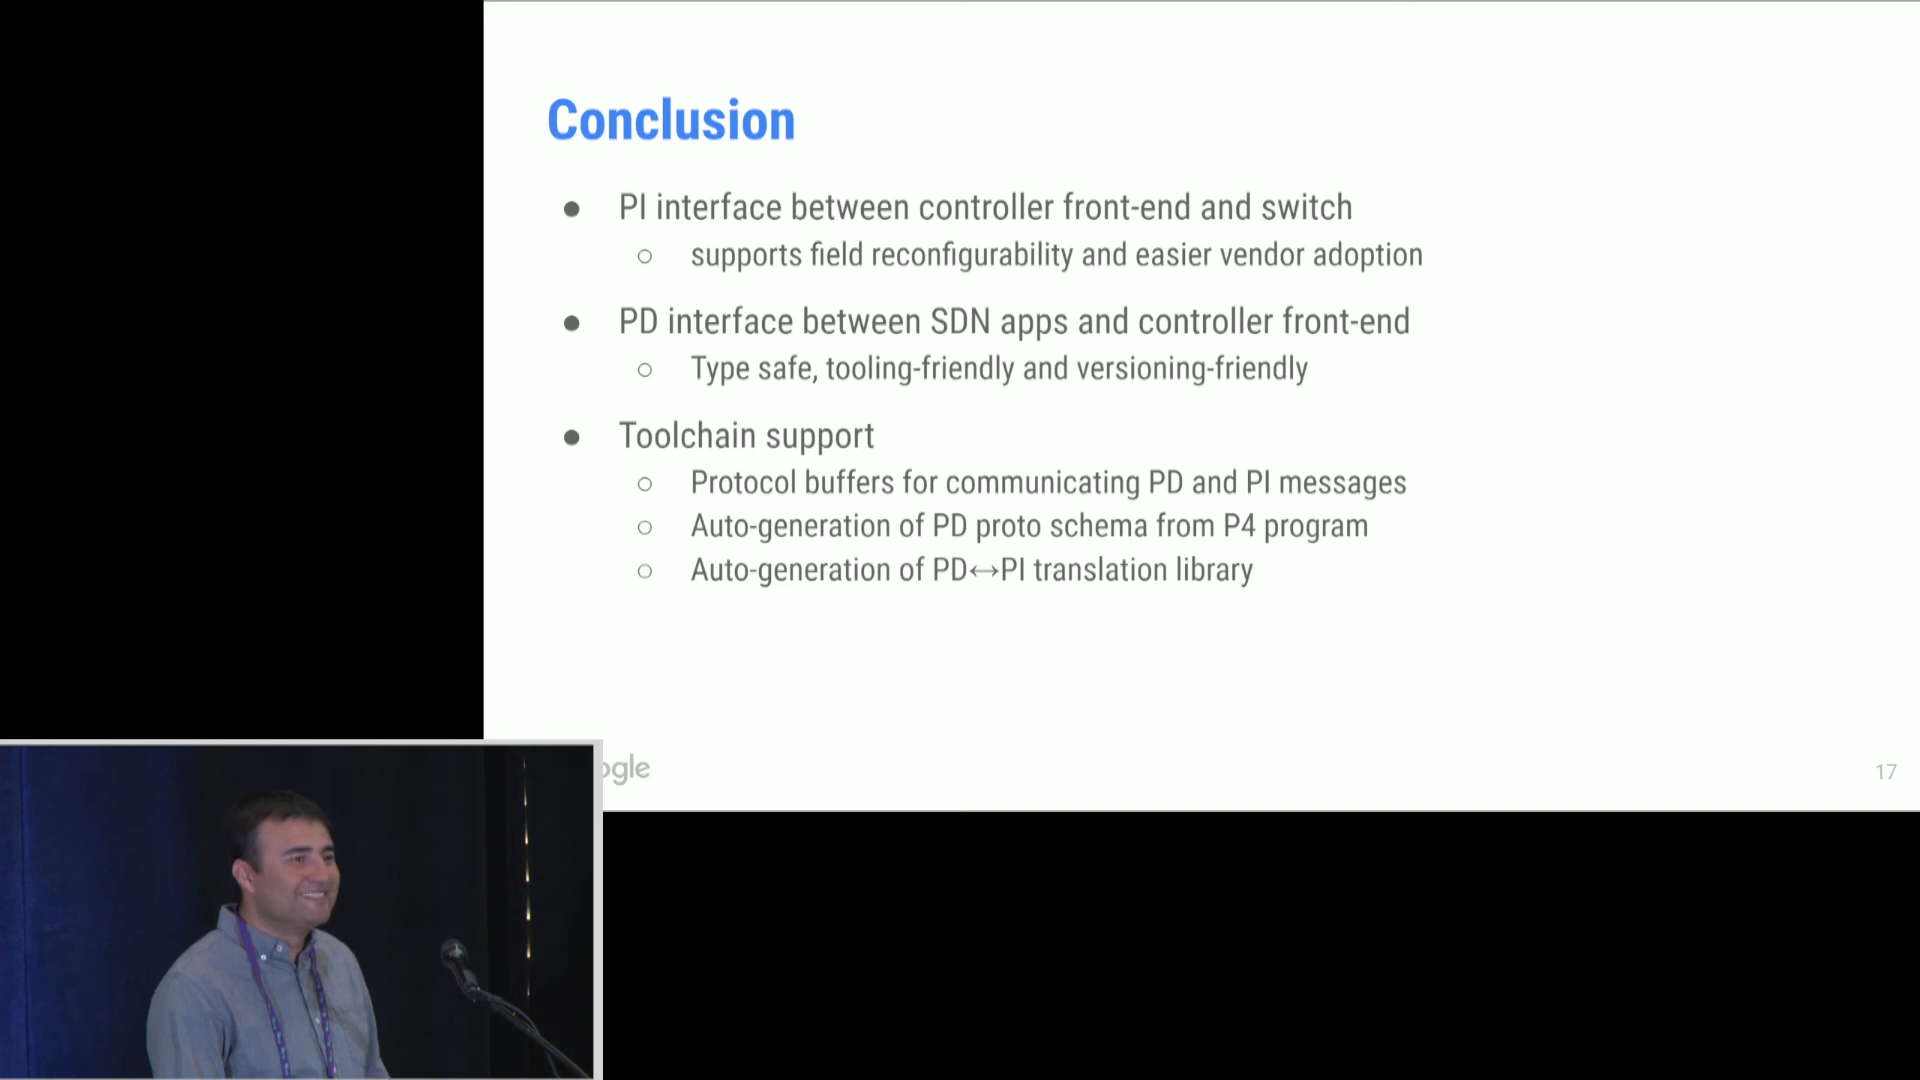 Conclusion
● PI interface between controller front-end and switch
○ supports field reconfigurability and easier vendor adoption
● PD interface between SDN apps and controller front-end
○ Type safe, tooling-friendly and versioning-friendly
● Toolchain support
○ Protocol buffers for communicating PD and PI messages
○ Auto-generation of PD proto schema from P4 program
○ Auto-generation of PD↔PI translation library
ogle
17